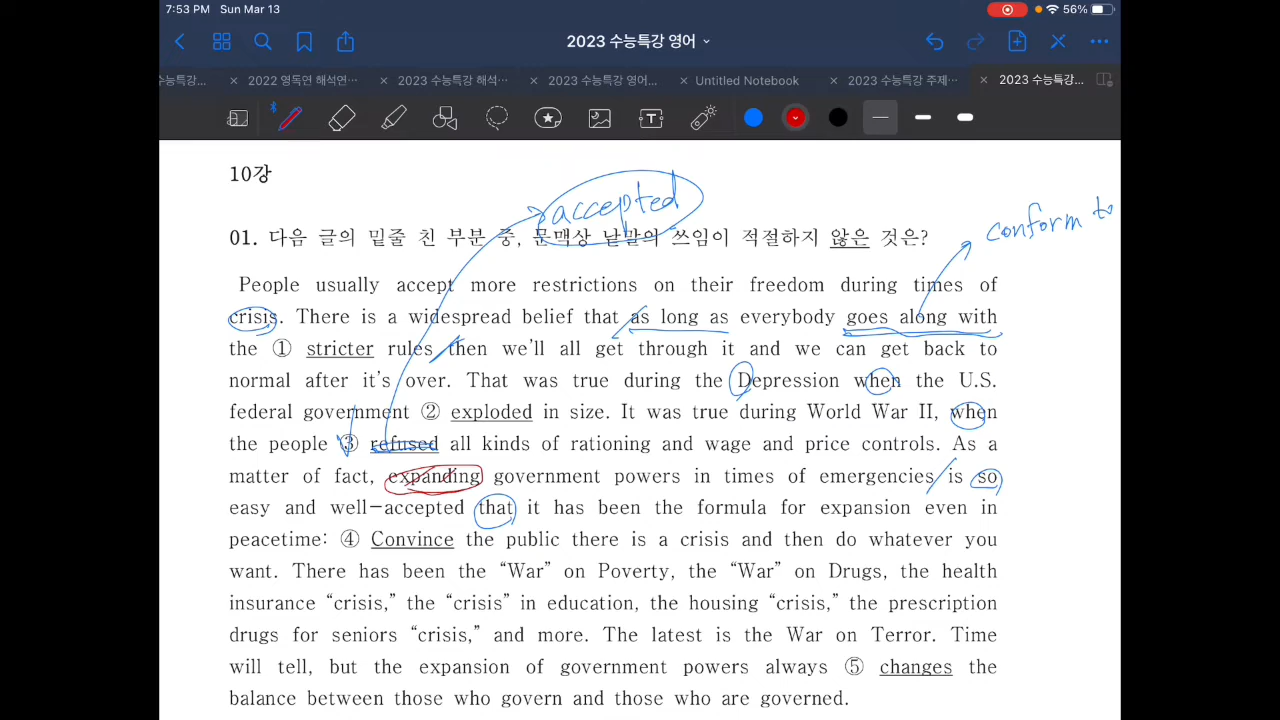 7:53 PM Sun Mar 13 56%
2023 수능특강 영어
수능특강... × 2022 영독연 해석연... × 2023 수능특강 해석... × 2023 수능특강 영어... × Untitled Notebook × 2023 수능특강 주제... × 2023 수능특강...
10강
accepted
conform to
01. 다음 글의 밑줄 친 부분 중, 문맥상 낱말의 쓰임이 적절하지 않은 것은?
People usually accept more restrictions on their freedom during times of
crisis. There is a widespread belief that as long as everybody goes along with
the ① stricter rules then we'll all get through it and we can get back to
normal after it's over. That was true during the Depression when the U.S.
federal government ② exploded in size. It was true during World War II, when
the people ③ refused all kinds of rationing and wage and price controls. As a
matter of fact, expanding government powers in times of emergencies is so
easy and well-accepted that it has been the formula for expansion even in
peacetime: ④ Convince the public there is a crisis and then do whatever you
want. There has been the “War” on Poverty, the “War” on Drugs, the health
insurance “crisis,” the “crisis” in education, the housing “crisis,” the prescription
drugs for seniors “crisis,” and more. The latest is the War on Terror. Time
will tell, but the expansion of government powers always ⑤ changes the
balance between those who govern and those who are governed.